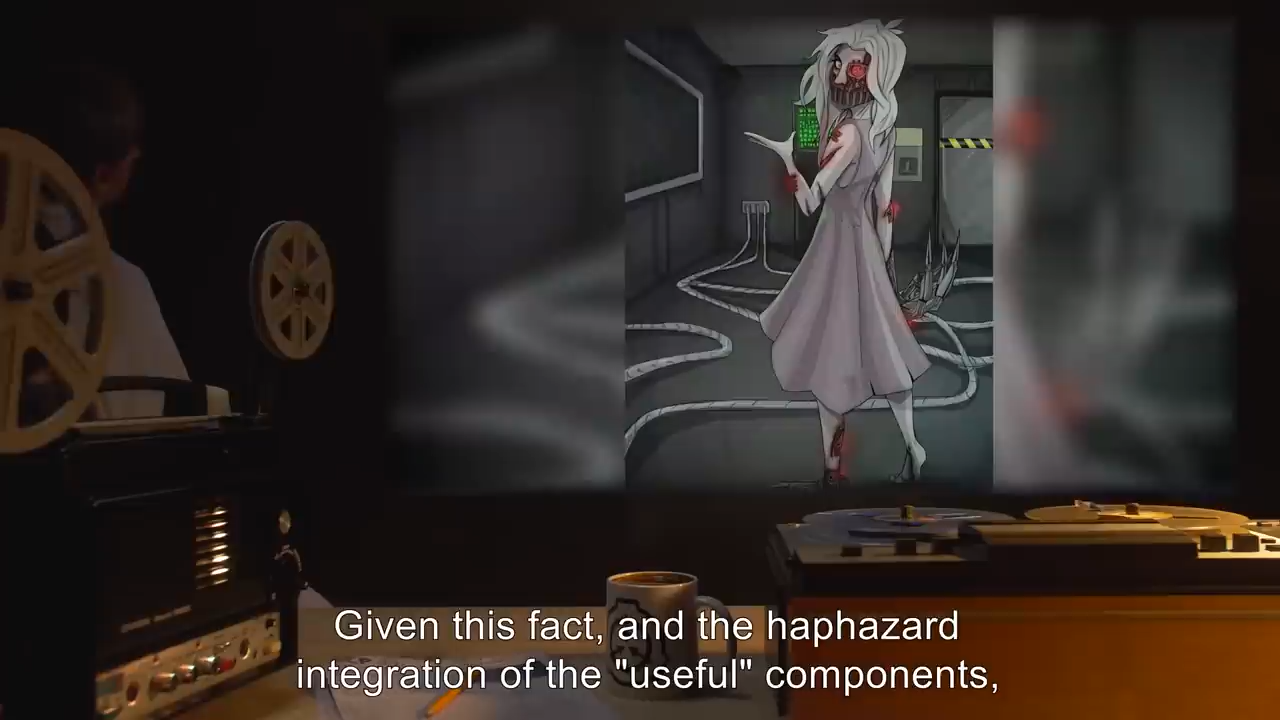 Given this fact, and the haphazard
integration of the "useful" components,